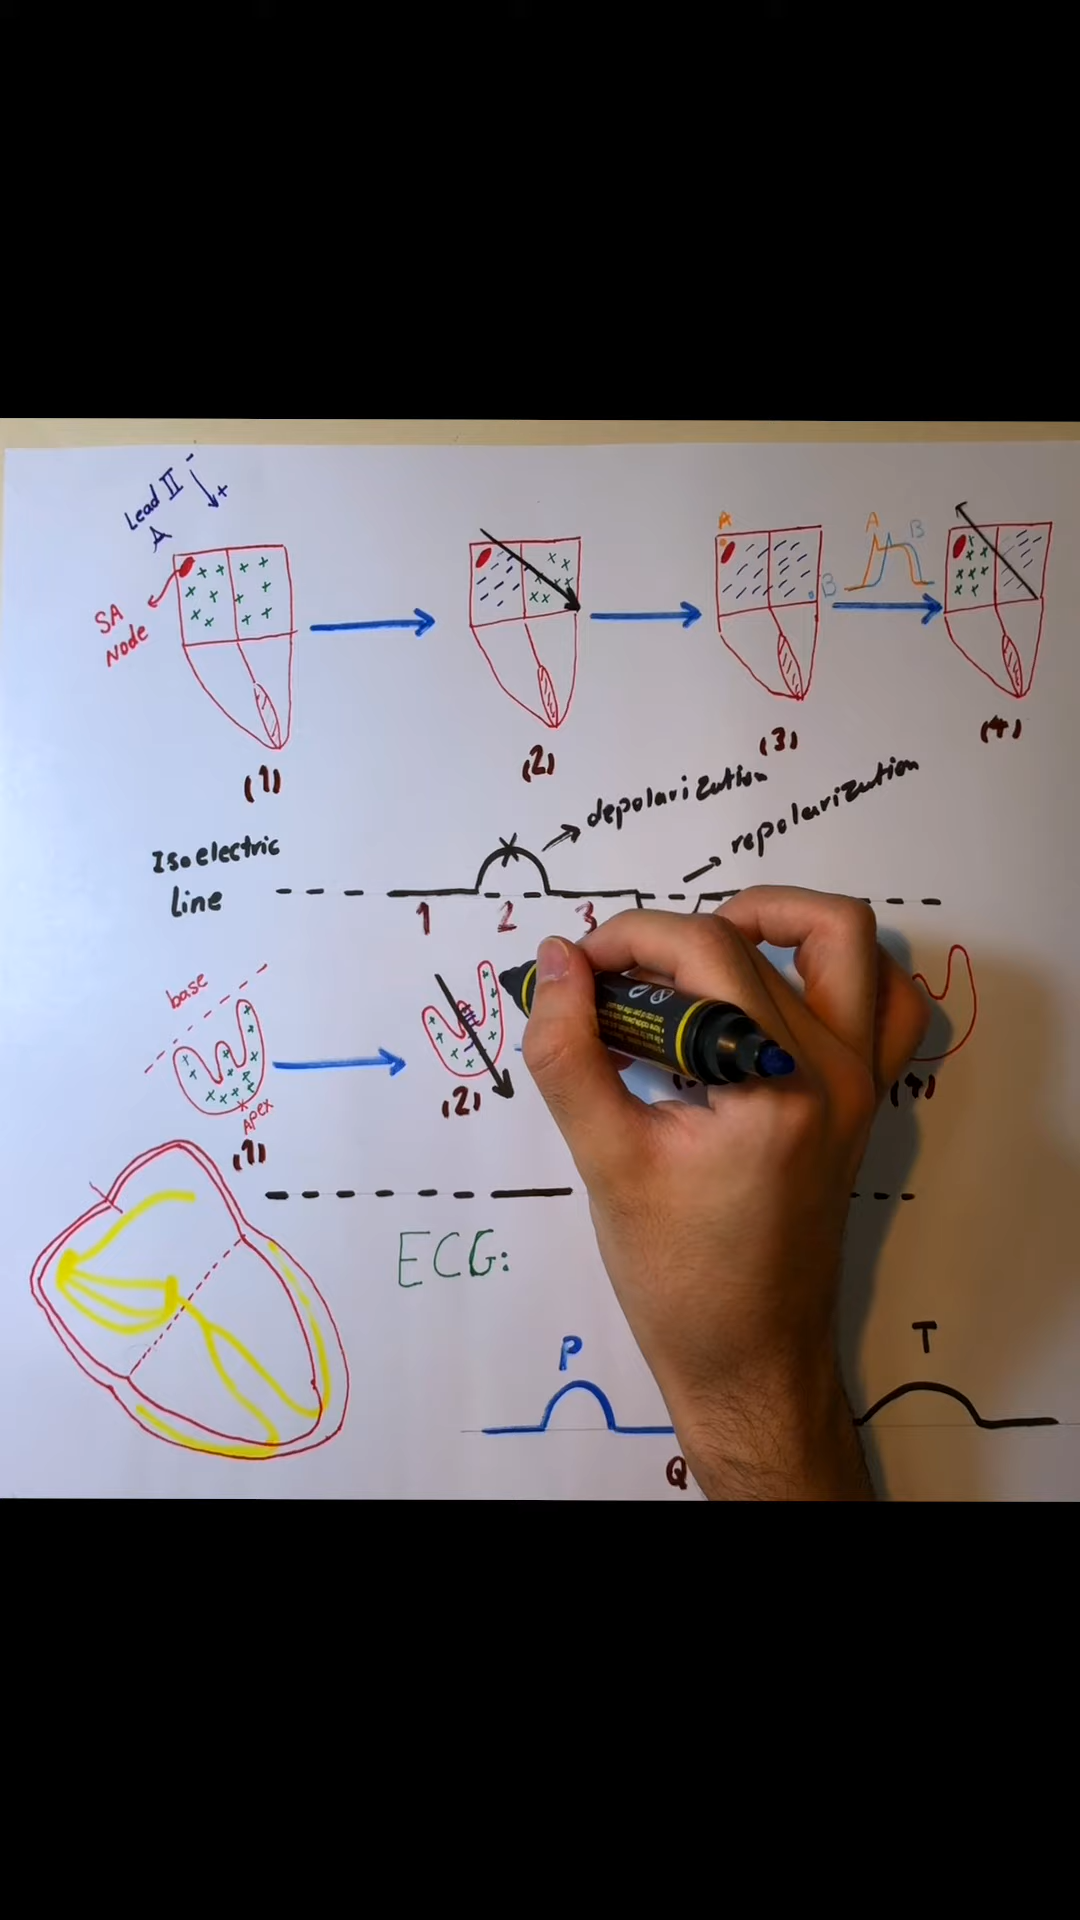 Lead II
-
+
SA
Node
A
B
A
B
(1)
(2)
(3)
(4)
depolarization
repolarization
Isoelectric
Line
1
2
3
base
Apex
(1)
(2)
(4)
ECG:
P
T
Q